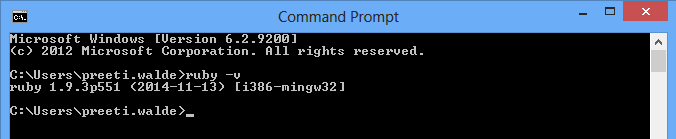 Command Prompt
Microsoft Windows [Version 6.2.9200]
(c) 2012 Microsoft Corporation. All rights reserved.
C:\Users\preeti.walde>ruby -v
ruby 1.9.3p551 (2014-11-13) [i386-mingw32]
C:\Users\preeti.walde>_